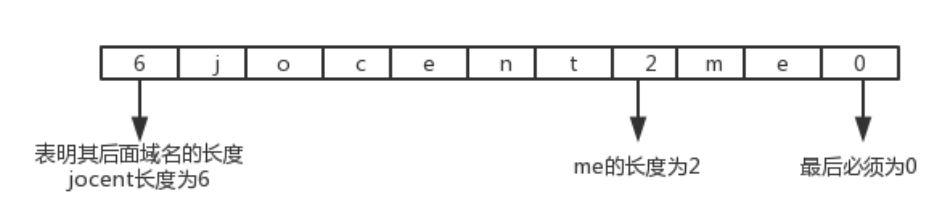 6 j o c e n t 2 m e 0
表明其后面域名的长度
jocent长度为6
me的长度为2
最后必须为0